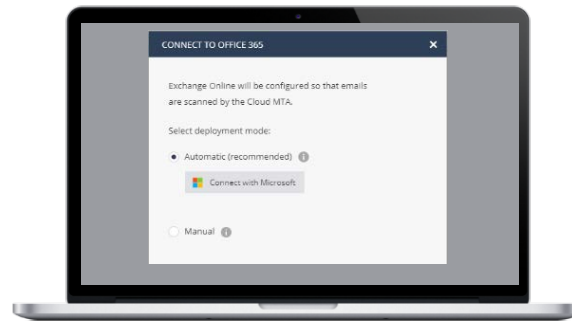 CONNECT TO OFFICE 365
Exchange Online will be configured so that emails
are scanned by the Cloud MTA.
Select deployment mode:
Automatic (recommended)
Connect with Microsoft
Manual